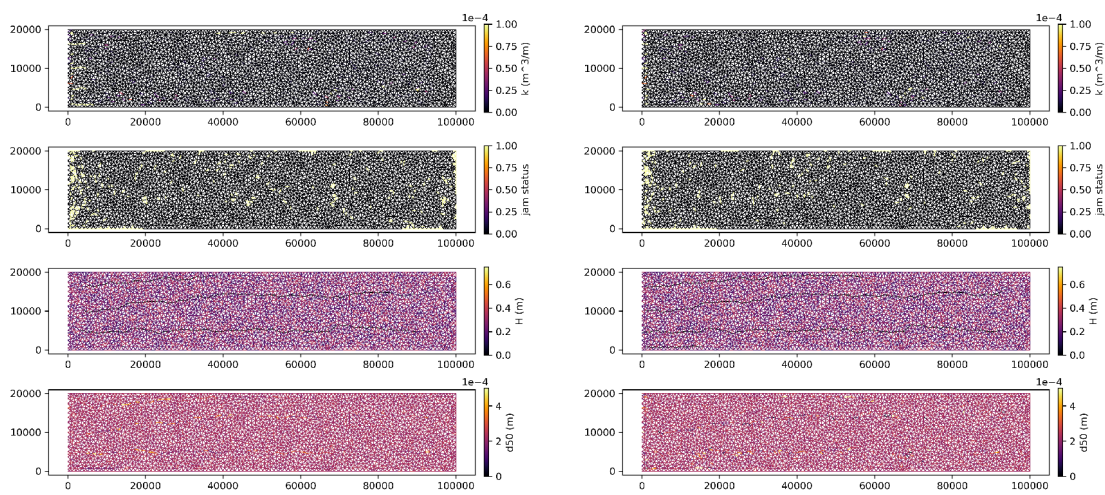 1e−4 1e−4
20000 1.00 20000 1.00
0.75 0.75
10000 0.50 10000 0.50
0.25 0.25
0 0.00 0 0.00
k (m^3/m) k (m^3/m)
0 20000 40000 60000 80000 100000 0 20000 40000 60000 80000 100000
20000 1.00 20000 1.00
0.75 0.75
10000 0.50 10000 0.50
0.25 0.25
0 0.00 0 0.00
jam status jam status
0 20000 40000 60000 80000 100000 0 20000 40000 60000 80000 100000
20000 0.6 20000 0.6
10000 0.4 10000 0.4
0.2 0.2
0 0.0 0 0.0
H (m) H (m)
0 20000 40000 60000 80000 100000 0 20000 40000 60000 80000 100000
1e−4 1e−4
20000 4 20000 4
10000 2 10000 2
0 0 0 0
d50 (m) d50 (m)
0 20000 40000 60000 80000 100000 0 20000 40000 60000 80000 100000